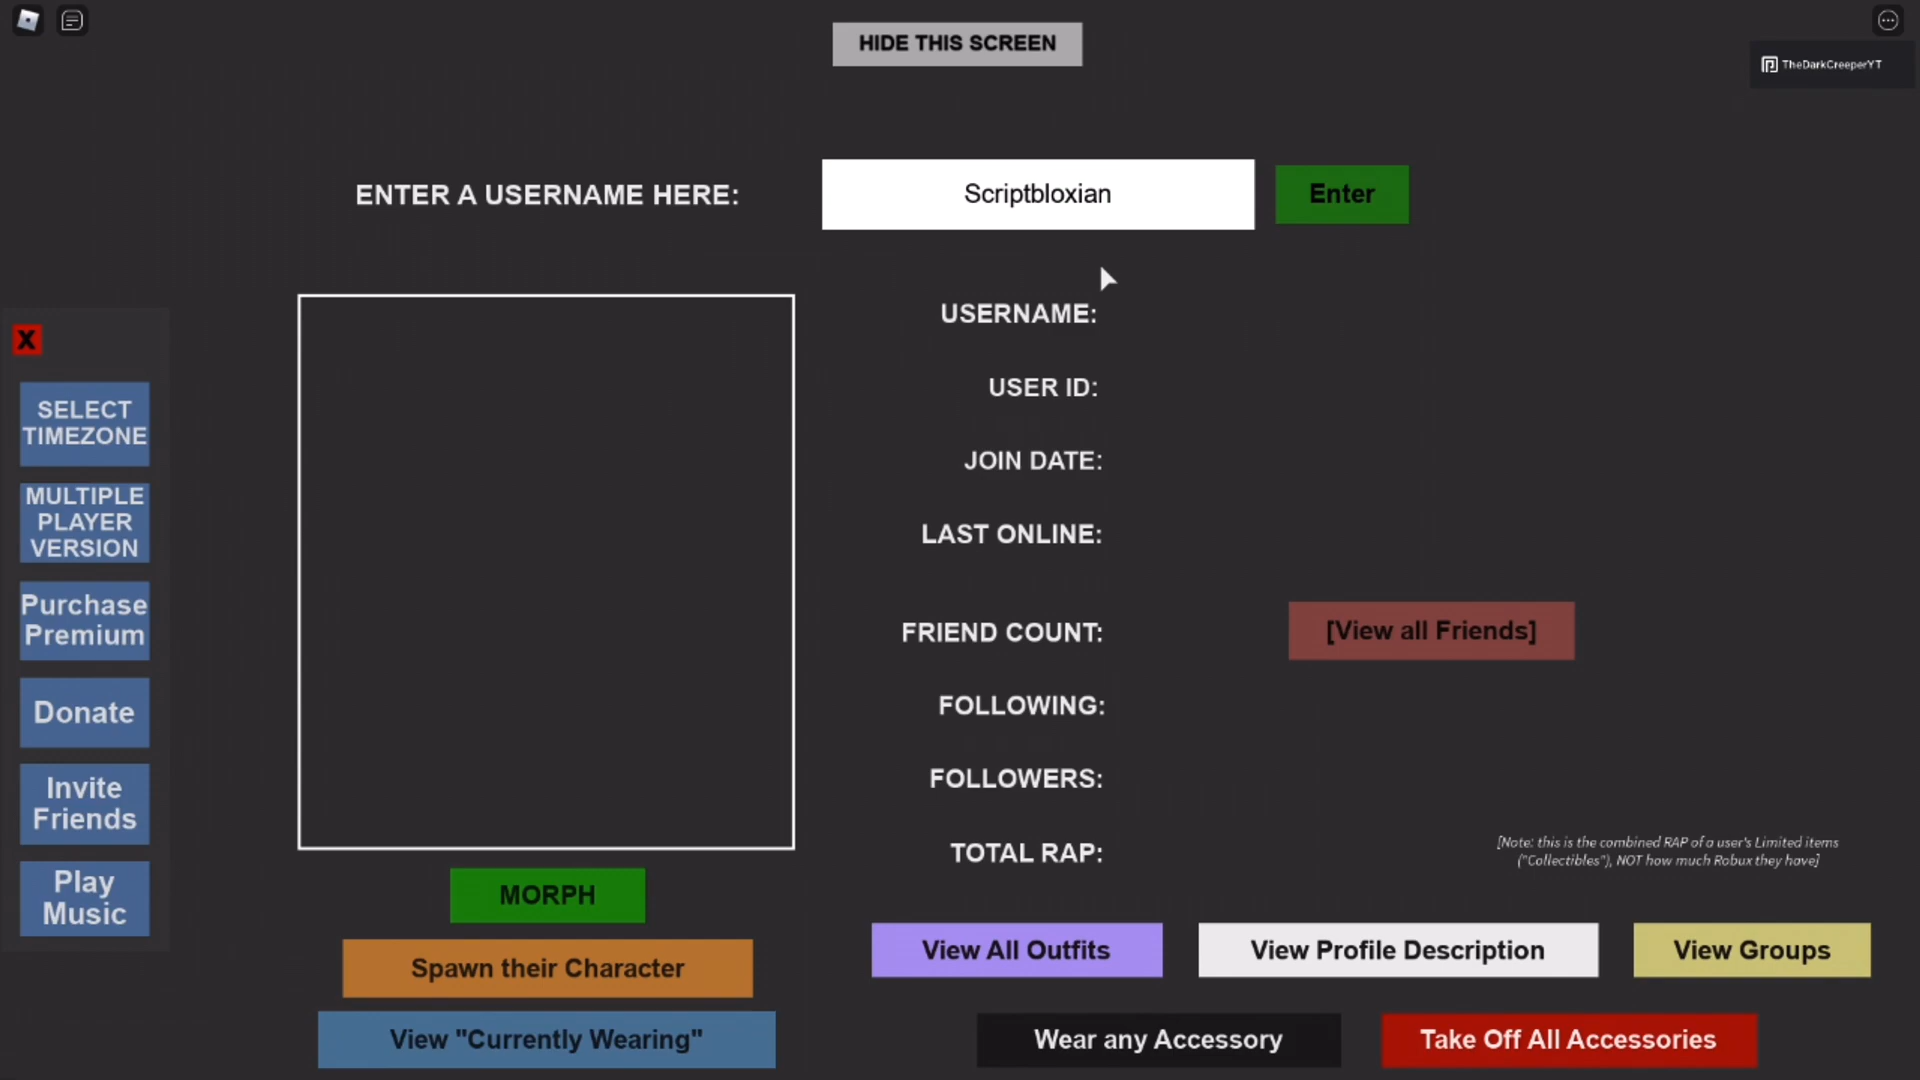 HIDE THIS SCREEN
TheDarkCreeperYT
ENTER A USERNAME HERE:
Scriptbloxian
Enter
USERNAME:
USER ID:
JOIN DATE:
LAST ONLINE:
FRIEND COUNT:
[View all Friends]
FOLLOWING:
FOLLOWERS:
TOTAL RAP:
[Note: this is the combined RAP of a user's Limited items
("Collectibles"), NOT how much Robux they have]
X
SELECT
TIMEZONE
MULTIPLE
PLAYER
VERSION
Purchase
Premium
Donate
Invite
Friends
Play
Music
MORPH
Spawn their Character
View "Currently Wearing"
View All Outfits
View Profile Description
View Groups
Wear any Accessory
Take Off All Accessories